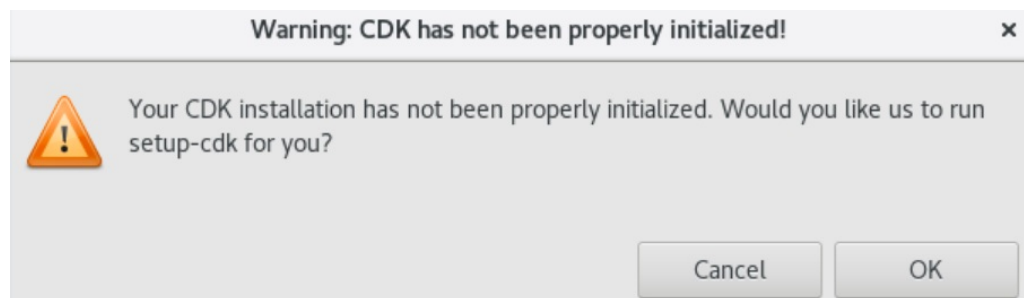 Warning: CDK has not been properly initialized!
Your CDK installation has not been properly initialized. Would you like us to run
setup-cdk for you?
Cancel OK